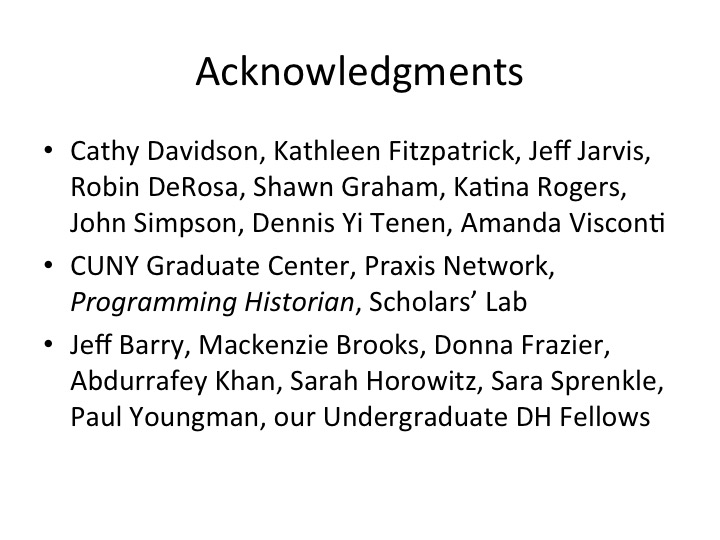 Acknowledgments
• Cathy Davidson, Kathleen Fitzpatrick, Jeff Jarvis,
Robin DeRosa, Shawn Graham, Katina Rogers,
John Simpson, Dennis Yi Tenen, Amanda Visconti
• CUNY Graduate Center, Praxis Network,
Programming Historian, Scholars’ Lab
• Jeff Barry, Mackenzie Brooks, Donna Frazier,
Abdurrafey Khan, Sarah Horowitz, Sara Sprenkle,
Paul Youngman, our Undergraduate DH Fellows